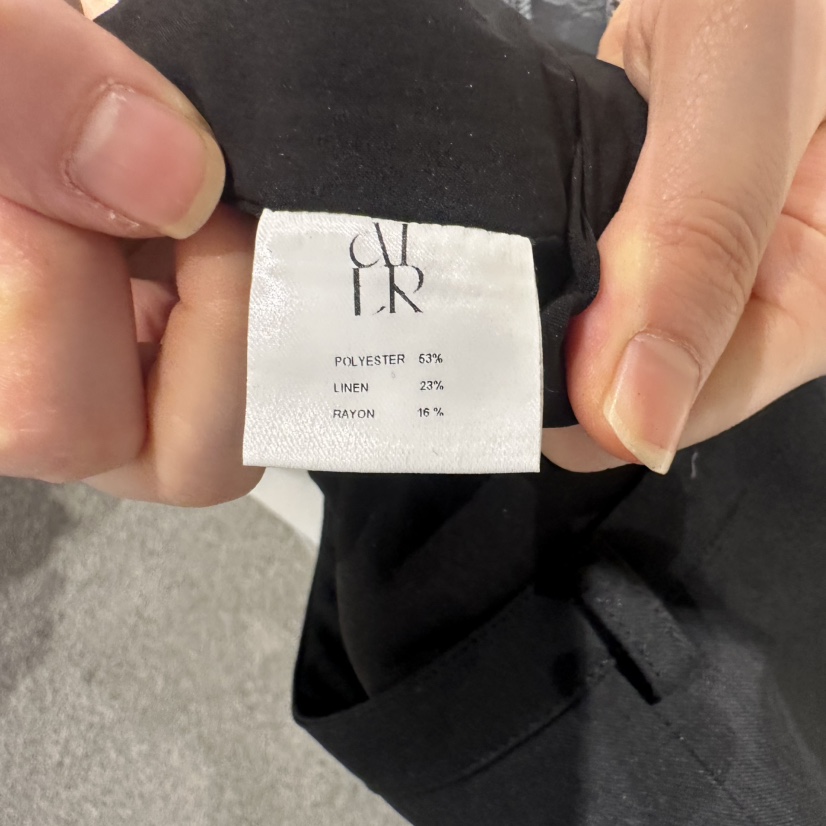 POLYESTER 53%
LINEN 23%
RAYON 16 %